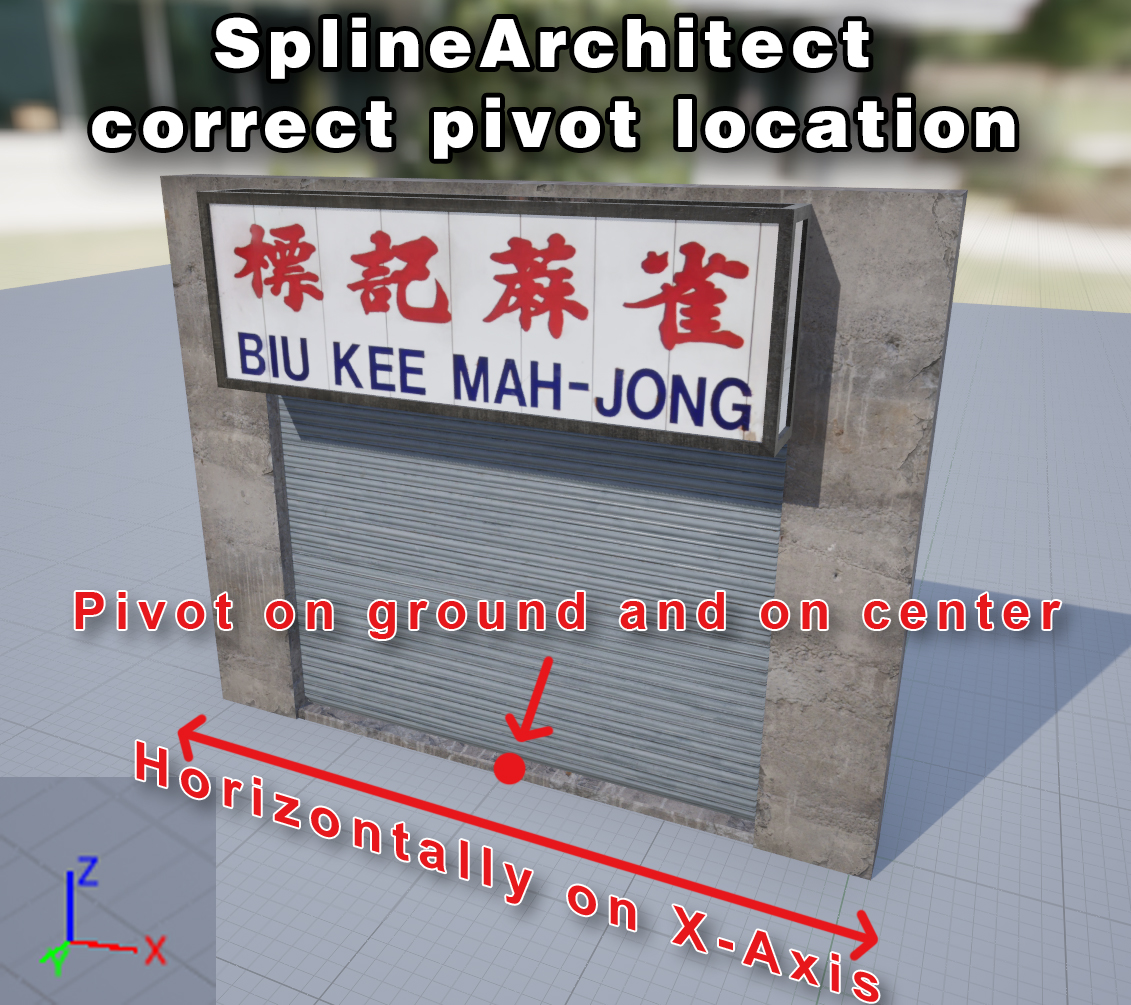 SplineArchitect
correct pivot location
標記蔴雀
BIU KEE MAH-JONG
Pivot on ground and on center
Horizontally on X-Axis
Z
X
Y